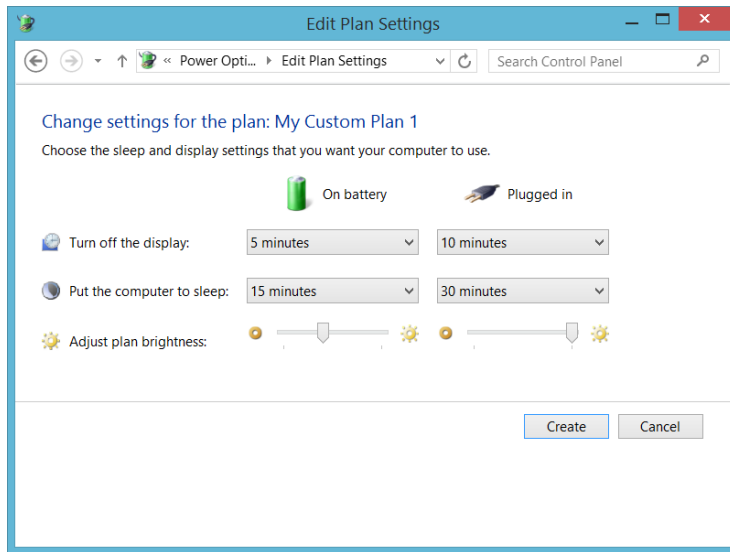 Edit Plan Settings
« Power Opti... Edit Plan Settings Search Control Panel
Change settings for the plan: My Custom Plan 1
Choose the sleep and display settings that you want your computer to use.
On battery Plugged in
Turn off the display: 5 minutes 10 minutes
Put the computer to sleep: 15 minutes 30 minutes
Adjust plan brightness:
Create Cancel